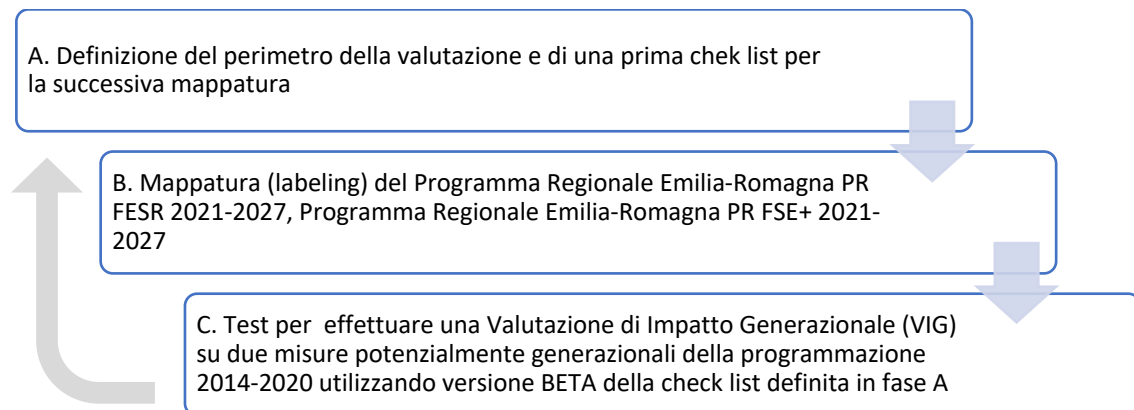 A. Definizione del perimetro della valutazione e di una prima chek list per
la successiva mappatura
B. Mappatura (labeling) del Programma Regionale Emilia-Romagna PR
FESR 2021-2027, Programma Regionale Emilia-Romagna PR FSE+ 2021-
2027
C. Test per effettuare una Valutazione di Impatto Generazionale (VIG)
su due misure potenzialmente generazionali della programmazione
2014-2020 utilizzando versione BETA della check list definita in fase A